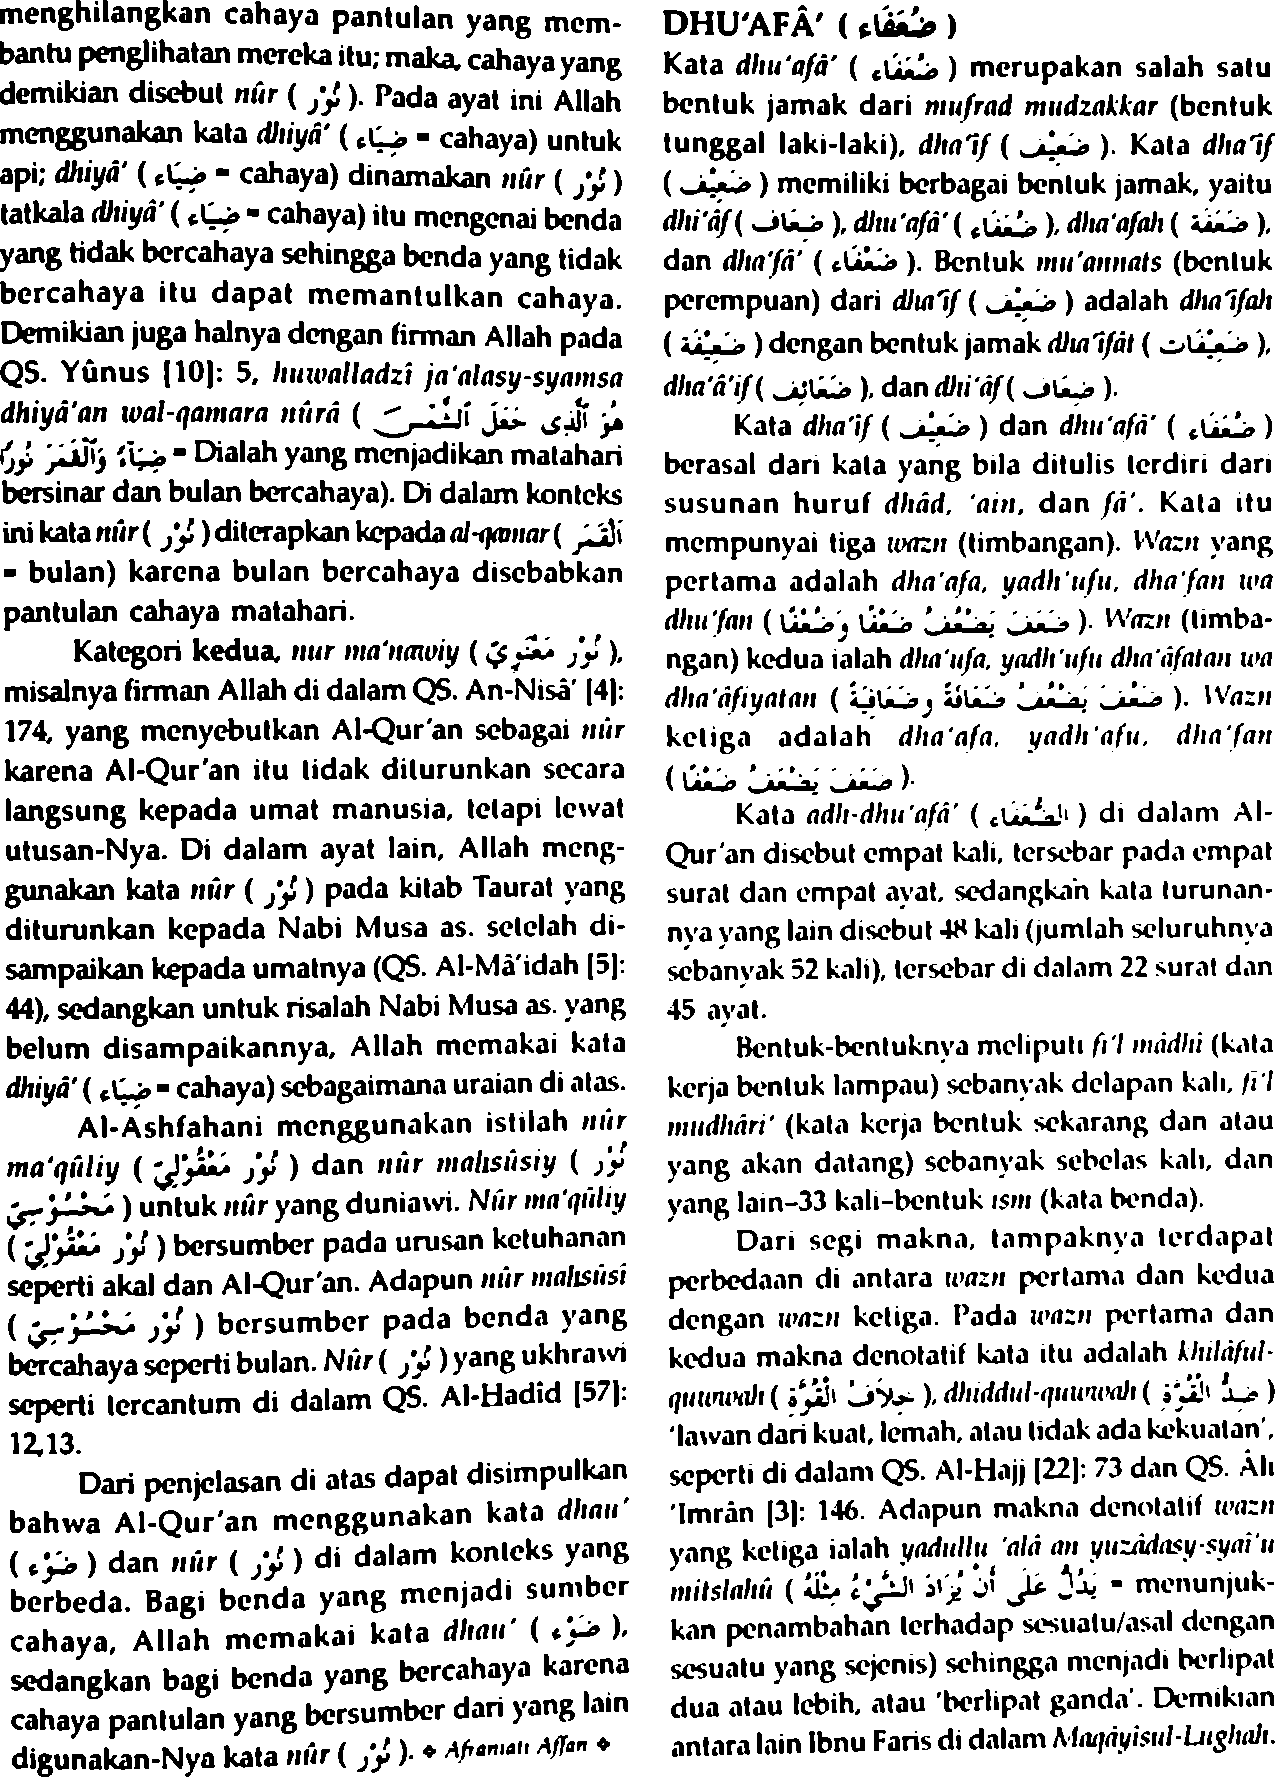 menghilangkan cahaya pantulan yang mem-
bantu penglihatan mereka itu; maka, cahaya yang
demikian disebut nûr ( نُوْر ). Pada ayat ini Allah
menggunakan kata dhiyâ' ( ضِيَاء = cahaya) untuk
api; dhiyâ' ( ضِيَاء = cahaya) dinamakan nûr ( نُوْر )
tatkala dhiyâ' ( ضِيَاء = cahaya) itu mengenai benda
yang tidak bercahaya sehingga benda yang tidak
bercahaya itu dapat memantulkan cahaya.
Demikian juga halnya dengan firman Allah pada
QS. Yûnus [10]: 5, huwalladzî ja'alasy-syamsa
dhiyâ'an wal-qamara nûrâ ( هُوَ الَّذِى جَعَلَ الشَّمْسَ
ضِيَآءً وَالْقَمَرَ نُورًا = Dialah yang menjadikan matahari
bersinar dan bulan bercahaya). Di dalam konteks
ini kata nûr ( نُوْر ) diterapkan kepada al-qamar ( اَلْقَمَر
= bulan) karena bulan bercahaya disebabkan
pantulan cahaya matahari.
Kategori kedua, nur ma'nawiy ( نُوْر مَعْنَوِيّ ),
misalnya firman Allah di dalam QS. An-Nisâ' [4]:
174, yang menyebutkan Al-Qur'an sebagai nûr
karena Al-Qur'an itu tidak diturunkan secara
langsung kepada umat manusia, tetapi lewat
utusan-Nya. Di dalam ayat lain, Allah meng-
gunakan kata nûr ( نُوْر ) pada kitab Taurat yang
diturunkan kepada Nabi Musa as. setelah di-
sampaikan kepada umatnya (QS. Al-Mâ'idah [5]:
44), sedangkan untuk risalah Nabi Musa as. yang
belum disampaikannya, Allah memakai kata
dhiyâ' ( ضِيَاء = cahaya) sebagaimana uraian di atas.
Al-Ashfahani menggunakan istilah nûr
ma'qûliy ( نُوْر مَعْقُوْلِيّ ) dan nûr mahsûsiy ( نُوْر
مَحْسُوْسِيّ ) untuk nûr yang duniawi. Nûr ma'qûliy
( نُوْر مَعْقُوْلِيّ ) bersumber pada urusan ketuhanan
seperti akal dan Al-Qur'an. Adapun nûr mahsûsî
( نُوْر مَحْسُوْسِيّ ) bersumber pada benda yang
bercahaya seperti bulan. Nûr ( نُوْر ) yang ukhrawi
seperti tercantum di dalam QS. Al-Hadîd [57]:
12,13.
Dari penjelasan di atas dapat disimpulkan
bahwa Al-Qur'an menggunakan kata dhau'
( ضَوْء ) dan nûr ( نُوْر ) di dalam konteks yang
berbeda. Bagi benda yang menjadi sumber
cahaya, Allah memakai kata dhau' ( ضَوْء ),
sedangkan bagi benda yang bercahaya karena
cahaya pantulan yang bersumber dari yang lain
digunakan-Nya kata nûr ( نُوْر ). ♦ Aframati Affan ♦
DHU'AFÂ' ( ضُعَفَاء )
Kata dhu'afâ' ( ضُعَفَاء ) merupakan salah satu
bentuk jamak dari mufrad mudzakkar (bentuk
tunggal laki-laki), dha'îf ( ضَعِيْف ). Kata dha'îf
( ضَعِيْف ) memiliki berbagai bentuk jamak, yaitu
dhi'âf ( ضِعَاف ), dhu'afâ' ( ضُعَفَاء ), dha'afah ( ضَعَفَة ),
dan dha'fâ' ( ضَعْفَاء ). Bentuk mu'annats (bentuk
perempuan) dari dha'îf ( ضَعِيْف ) adalah dha'îfah
( ضَعِيْفَة ) dengan bentuk jamak dha'îfât ( ضَعِيْفَات ),
dha'â'if ( ضَعَائِف ), dan dhi'âf ( ضِعَاف ).
Kata dha'if ( ضَعِيْف ) dan dhu'afâ' ( ضُعَفَاء )
berasal dari kata yang bila ditulis terdiri dari
susunan huruf dhâd, 'ain, dan fâ'. Kata itu
mempunyai tiga wazn (timbangan). Wazn yang
pertama adalah dha'afa, yadh'ufu, dha'fan wa
dhu'fan ( ضَعَفَ يَضْعُفُ ضَعْفًا وَضُعْفًا ). Wazn (timba-
ngan) kedua ialah dha'ufa, yadh'ufu dha'âfatan wa
dha'âfiyatan ( ضَعُفَ يَضْعُفُ ضَعَافَةً وَضَعَافِيَةً ). Wazn
ketiga adalah dha'afa, yadh'afu, dha'fan
( ضَعَفَ يَضْعَفُ ضَعْفًا ).
Kata adh-dhu'afâ' ( الضُّعَفَاء ) di dalam Al-
Qur'an disebut empat kali, tersebar pada empat
surat dan empat ayat, sedangkan kata turunan-
nya yang lain disebut 48 kali (jumlah seluruhnya
sebanyak 52 kali), tersebar di dalam 22 surat dan
45 ayat.
Bentuk-bentuknya meliputi fi'l mâdhi (kata
kerja bentuk lampau) sebanyak delapan kali, fi'l
mudhâri' (kata kerja bentuk sekarang dan atau
yang akan datang) sebanyak sebelas kali, dan
yang lain–33 kali–bentuk ism (kata benda).
Dari segi makna, tampaknya terdapat
perbedaan di antara wazn pertama dan kedua
dengan wazn ketiga. Pada wazn pertama dan
kedua makna denotatif kata itu adalah khilâful-
quwwah ( خِلَافُ الْقُوَّةِ ), dhiddul-quwwah ( ضِدُّ الْقُوَّةِ )
'lawan dari kuat, lemah, atau tidak ada kekuatan',
seperti di dalam QS. Al-Hajj [22]: 73 dan QS. Âli
'Imrân [3]: 146. Adapun makna denotatif wazn
yang ketiga ialah yadullu 'alâ an yuzâdasy-syai'u
mitslahû ( يَدُلُّ عَلَى أَنْ يُزَادَ الشَّيْءُ مِثْلَهُ = menunjuk-
kan penambahan terhadap sesuatu/asal dengan
sesuatu yang sejenis) sehingga menjadi berlipat
dua atau lebih, atau 'berlipat ganda'. Demikian
antara lain Ibnu Faris di dalam Maqâyisul-Lughah.